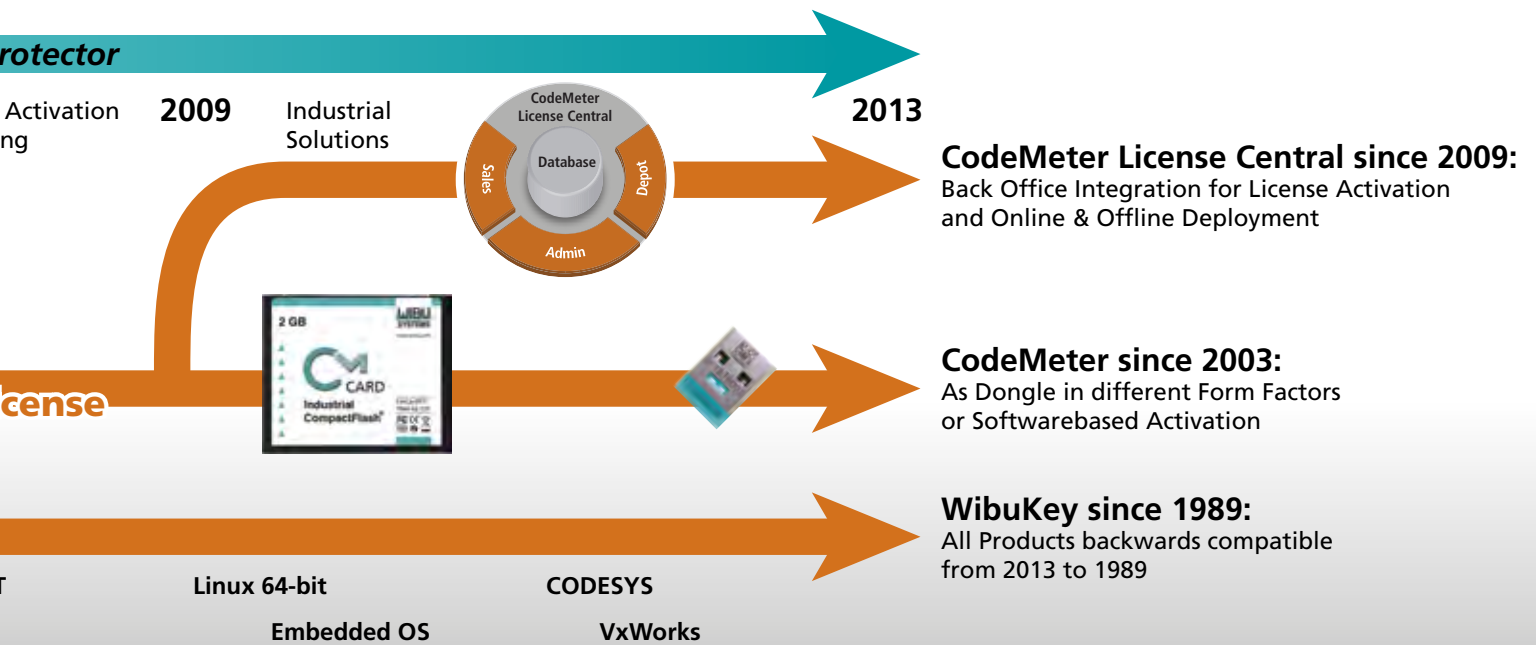 rotector
Activation
ng
2009
Industrial
Solutions
CodeMeter
License Central
Database
Sales
Depot
Admin
2013
CodeMeter License Central since 2009:
Back Office Integration for License Activation
and Online & Offline Deployment
2 GB
WIBU
SYSTEMS
CM
CARD
Industrial
CompactFlash®
icense
CodeMeter since 2003:
As Dongle in different Form Factors
or Softwarebased Activation
WibuKey since 1989:
All Products backwards compatible
from 2013 to 1989
T
Linux 64-bit
CODESYS
Embedded OS
VxWorks